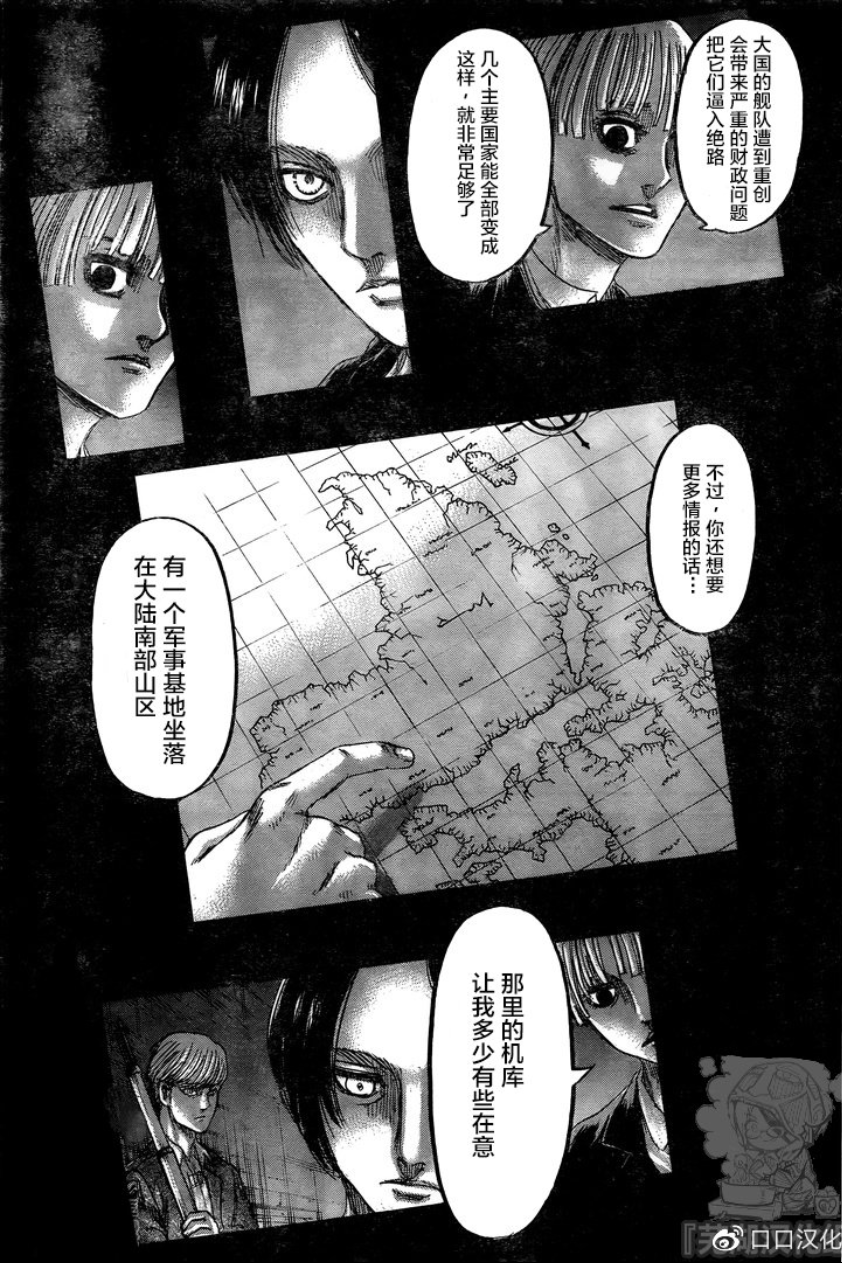 大国的舰队遭到重创
会带来严重的财政问题
把它们逼入绝路
几个主要国家能全部变成
这样，就非常足够了
不过，你还想要
更多情报的话…
有一个军事基地坐落
在大陆南部山区
那里的机库
让我多少有些在意
口口汉化